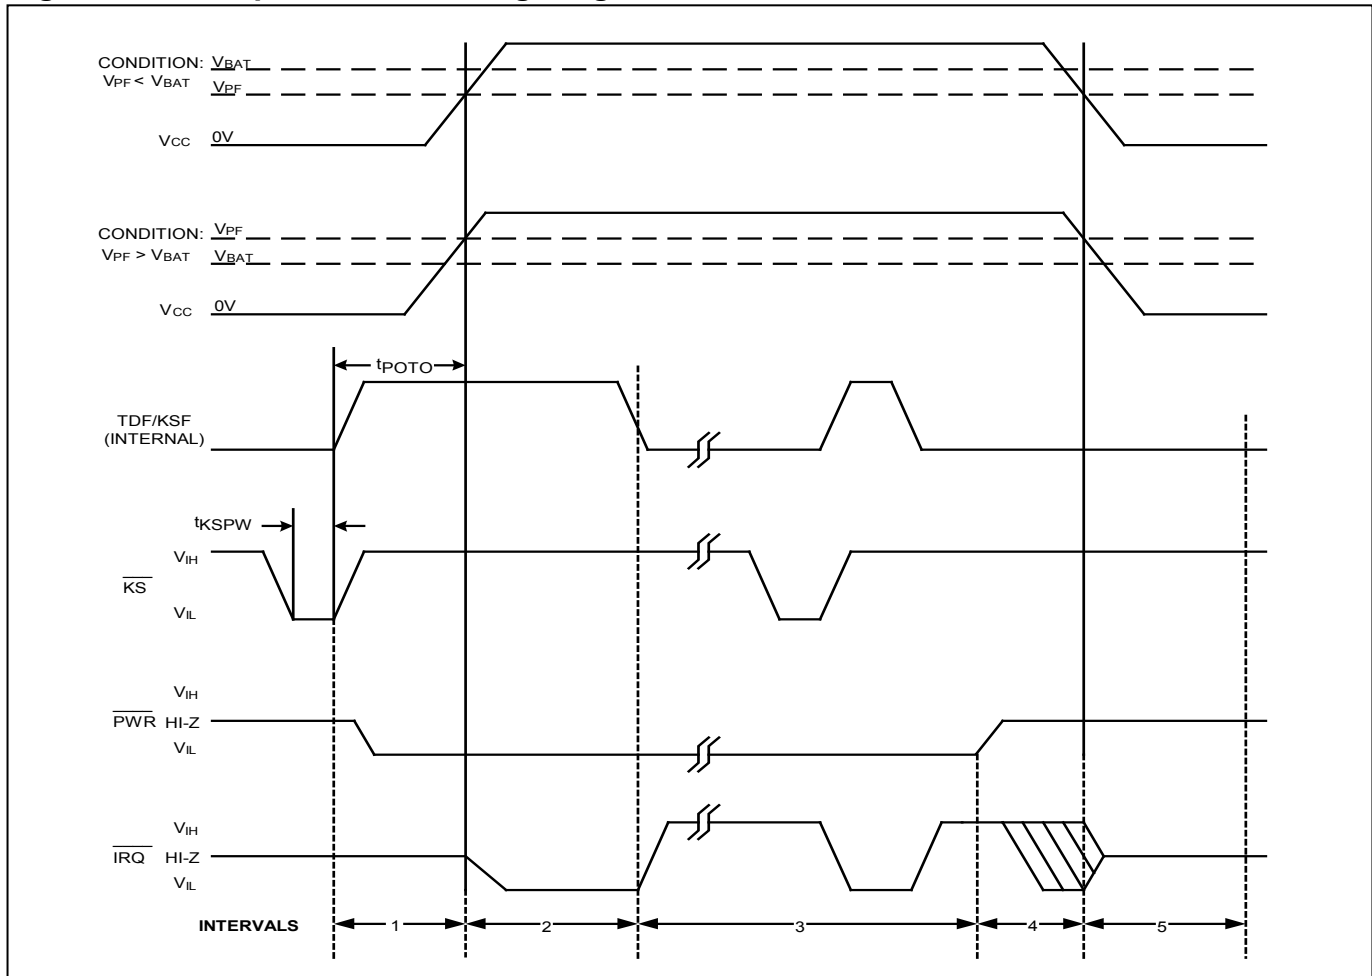 CONDITION: VBAT
VPF < VBAT VPF
VCC 0V
CONDITION: VPF
VPF > VBAT VBAT
VCC 0V
tPOTO
TDF/KSF
(INTERNAL)
tKSPW
VIH
KS
VIL
VIH
PWR HI-Z
VIL
VIH
IRQ HI-Z
VIL
INTERVALS 1 2 3 4 5